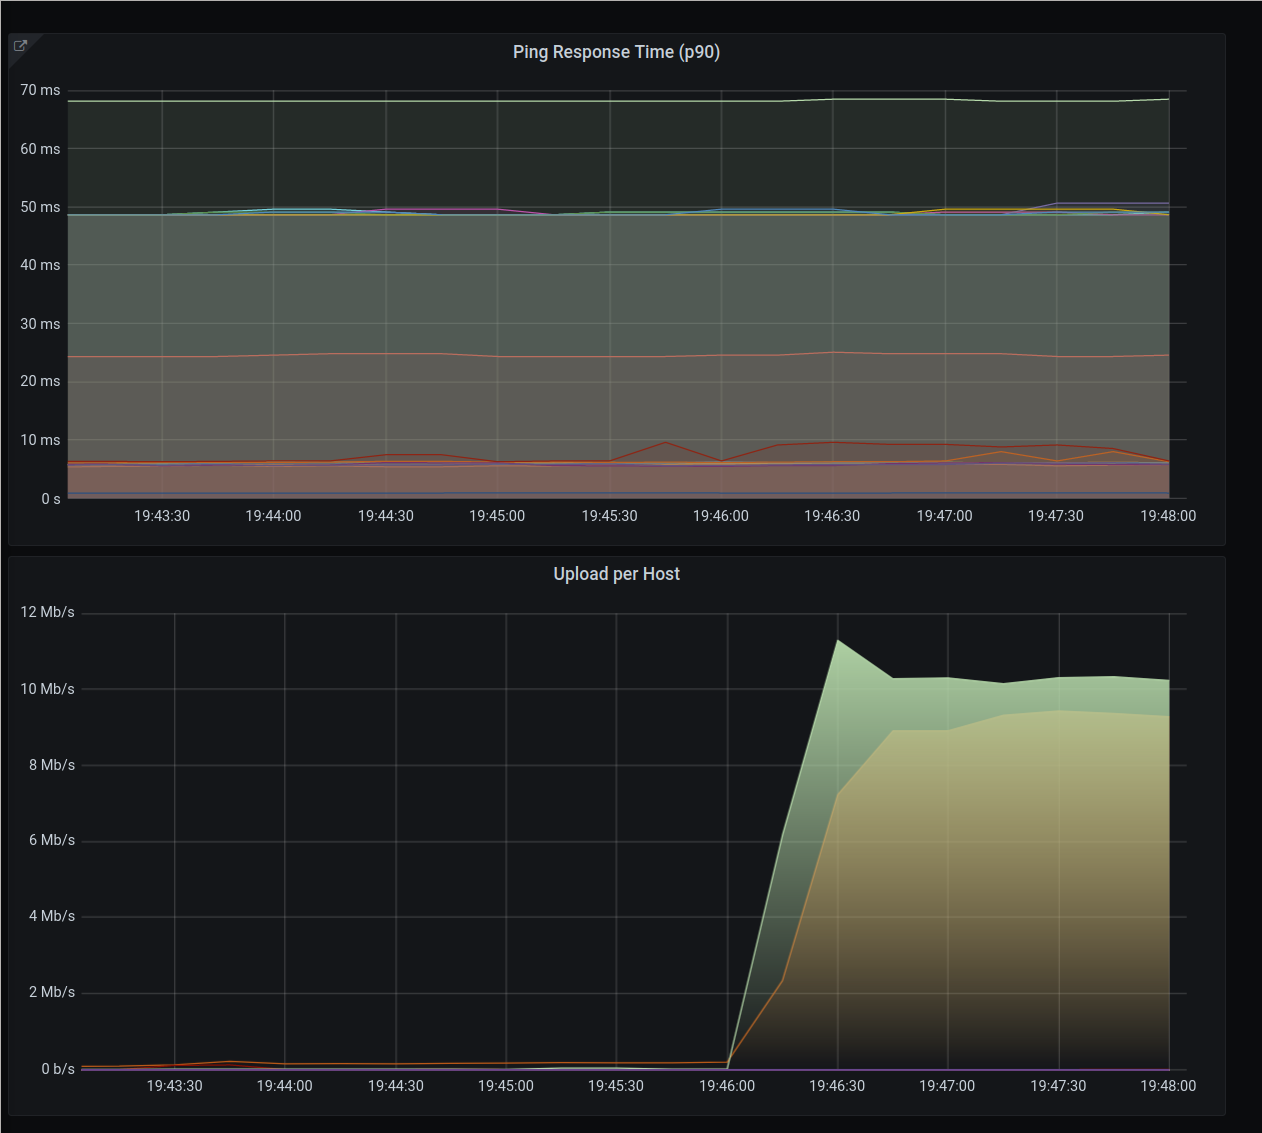 Ping Response Time (p90)
70 ms
60 ms
50 ms
40 ms
30 ms
20 ms
10 ms
0 s
19:43:30 19:44:00 19:44:30 19:45:00 19:45:30 19:46:00 19:46:30 19:47:00 19:47:30 19:48:00
Upload per Host
12 Mb/s
10 Mb/s
8 Mb/s
6 Mb/s
4 Mb/s
2 Mb/s
0 b/s
19:43:30 19:44:00 19:44:30 19:45:00 19:45:30 19:46:00 19:46:30 19:47:00 19:47:30 19:48:00